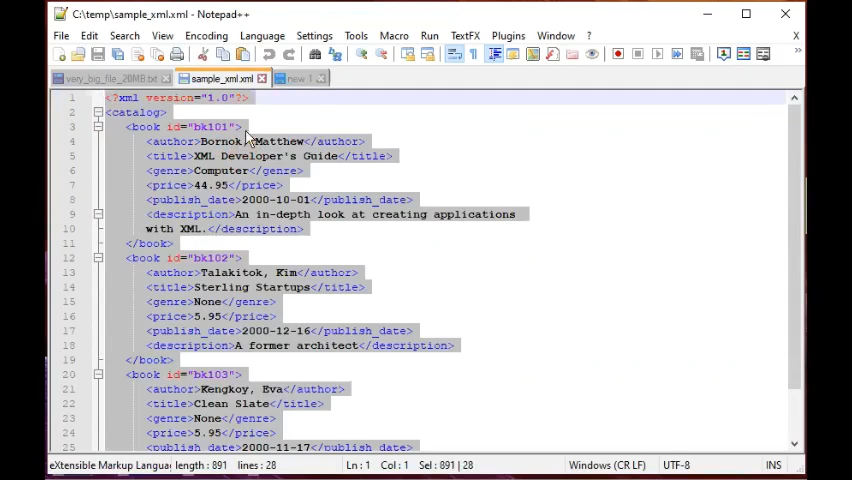 C:\temp\sample_xml.xml - Notepad++
File Edit Search View Encoding Language Settings Tools Macro Run TextFX Plugins Window ?
very_big_file_20MB.txt sample_xml.xml new 1
1 <?xml version="1.0"?>
2 <catalog>
3 <book id="bk101">
4 <author>Bornok, Matthew</author>
5 <title>XML Developer's Guide</title>
6 <genre>Computer</genre>
7 <price>44.95</price>
8 <publish_date>2000-10-01</publish_date>
9 <description>An in-depth look at creating applications
10 with XML.</description>
11 </book>
12 <book id="bk102">
13 <author>Talakitok, Kim</author>
14 <title>Sterling Startups</title>
15 <genre>None</genre>
16 <price>5.95</price>
17 <publish_date>2000-12-16</publish_date>
18 <description>A former architect</description>
19 </book>
20 <book id="bk103">
21 <author>Kengkoy, Eva</author>
22 <title>Clean Slate</title>
23 <genre>None</genre>
24 <price>5.95</price>
25 <publish_date>2000-11-17</publish_date>
eXtensible Markup Languag length : 891 lines : 28 Ln : 1 Col : 1 Sel : 891 | 28 Windows (CR LF) UTF-8 INS